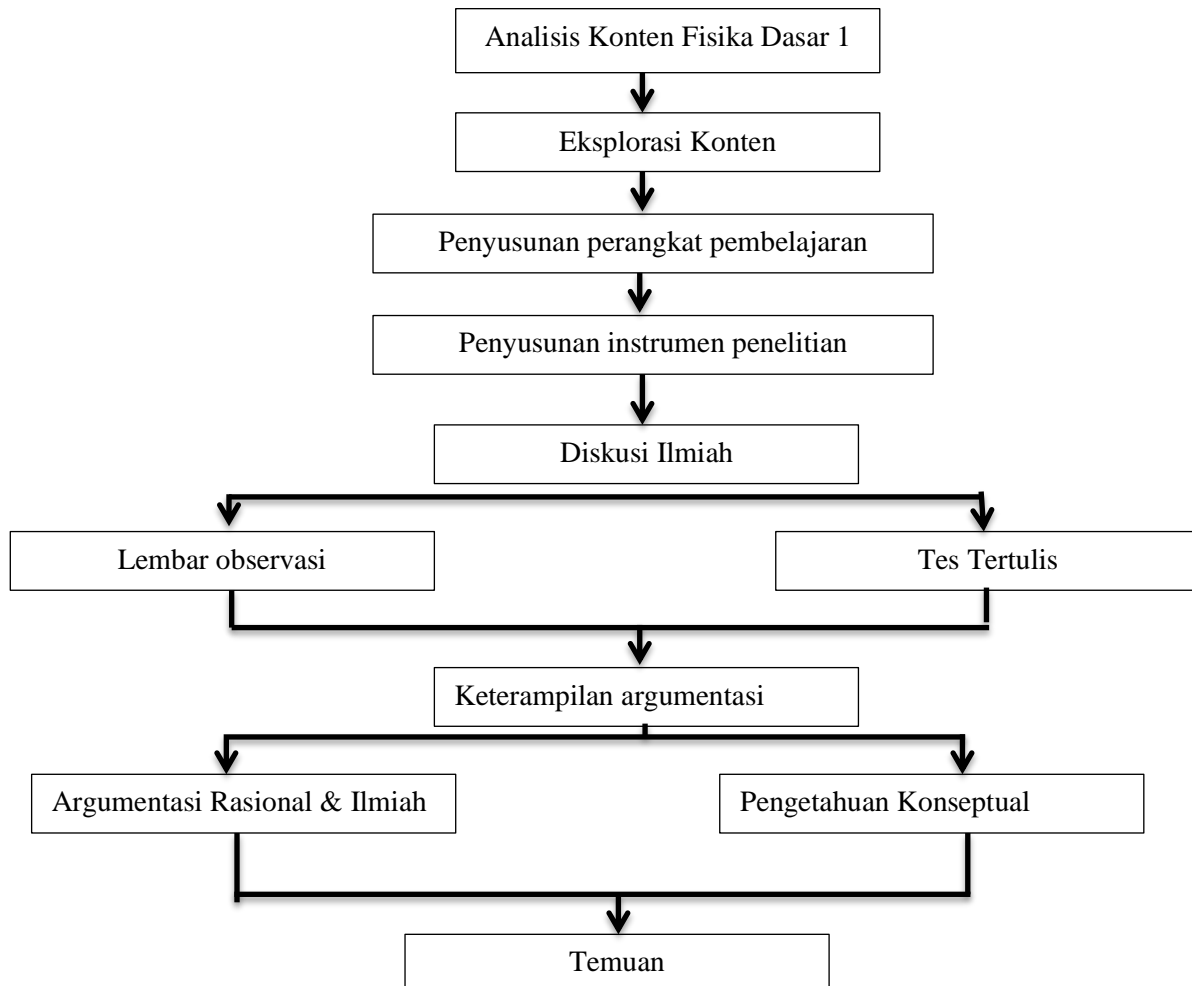 Analisis Konten Fisika Dasar 1
Eksplorasi Konten
Penyusunan perangkat pembelajaran
Penyusunan instrumen penelitian
Diskusi Ilmiah
Lembar observasi
Tes Tertulis
Keterampilan argumentasi
Argumentasi Rasional & Ilmiah
Pengetahuan Konseptual
Temuan